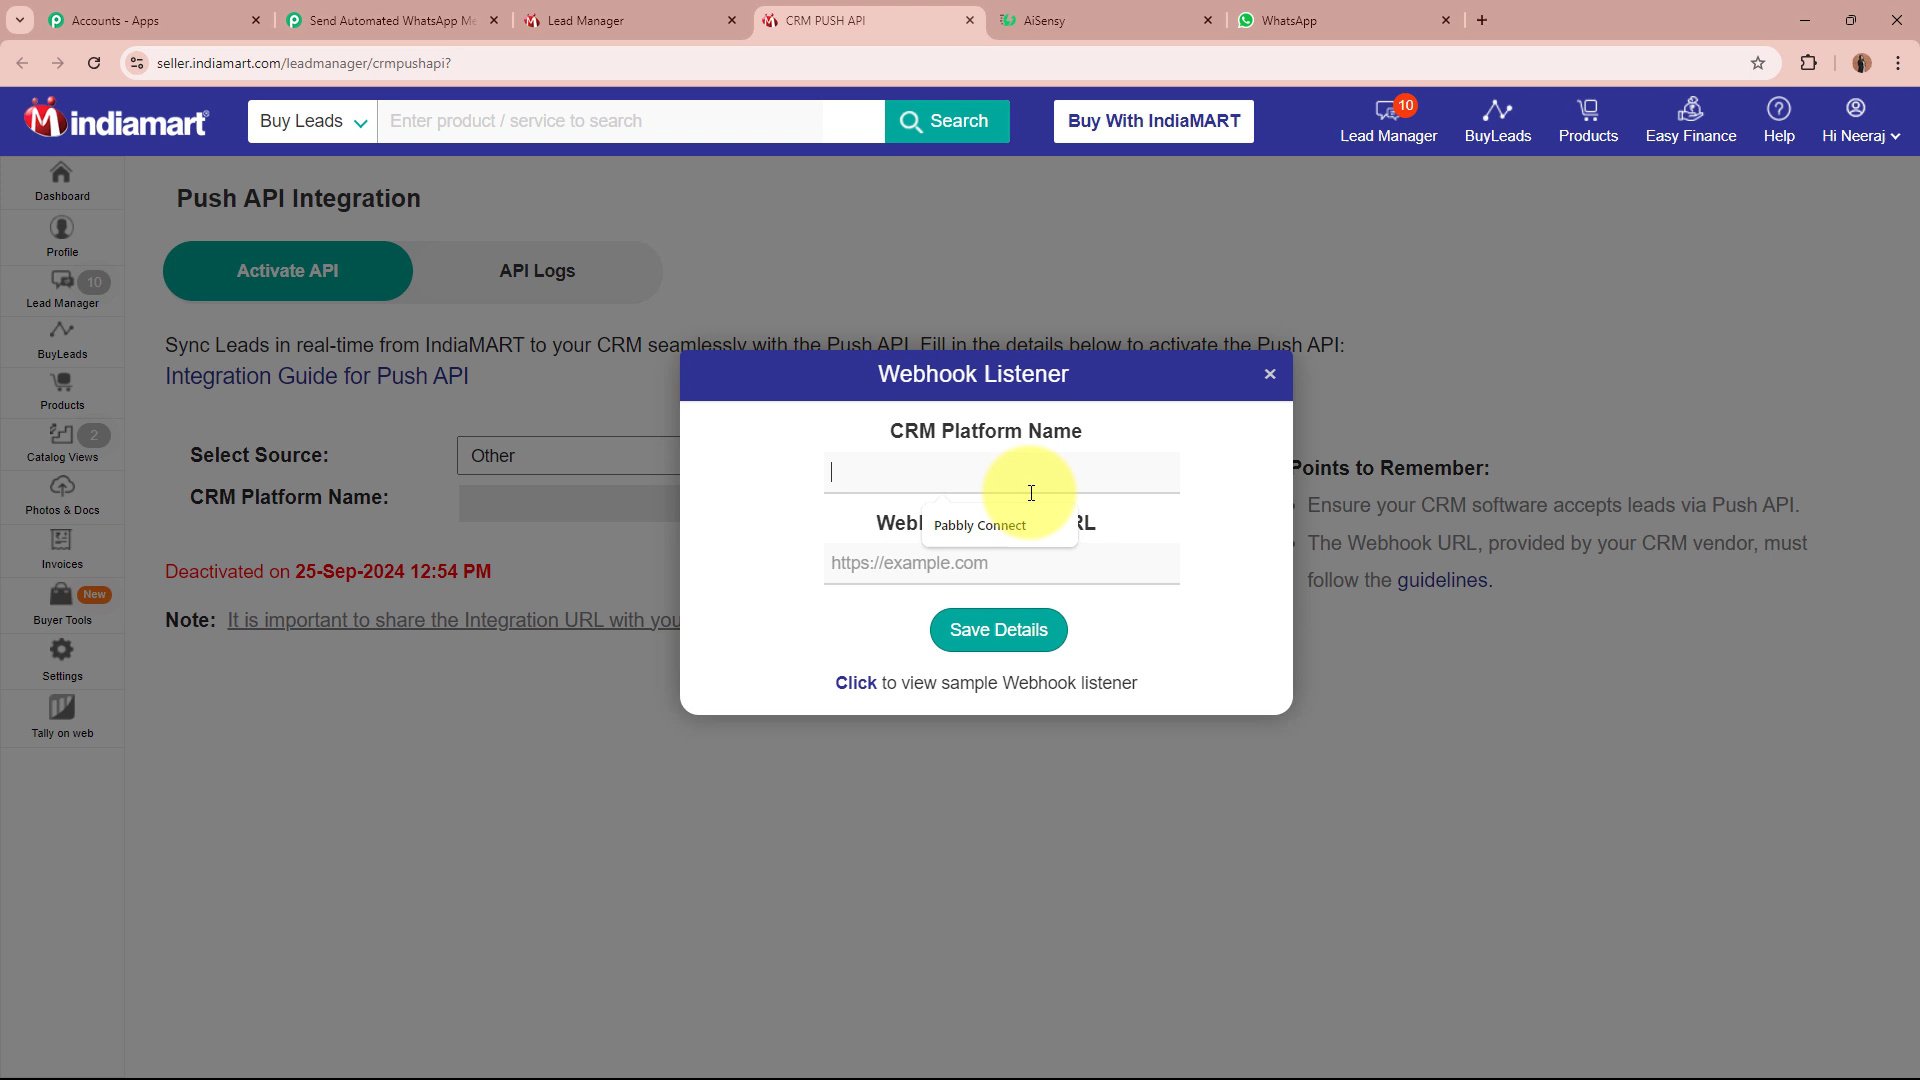 Accounts - Apps
Send Automated WhatsApp Me
Lead Manager
CRM PUSH API
AiSensy
WhatsApp
seller.indiamart.com/leadmanager/crmpushapi?
indiamart
Buy Leads
Enter product / service to search
Search
Buy With IndiaMART
10
Lead Manager
BuyLeads
Products
Easy Finance
Help
Hi Neeraj
Dashboard
Profile
10
Lead Manager
BuyLeads
Products
2
Catalog Views
Photos & Docs
Invoices
New
Buyer Tools
Settings
Tally on web
Push API Integration
Activate API
API Logs
Sync Leads in real-time from IndiaMART to your CRM seamlessly with the Push API. Fill in the details below to activate the Push API:
Integration Guide for Push API
Select Source:
Other
CRM Platform Name:
Deactivated on 25-Sep-2024 12:54 PM
Note: It is important to share the Integration URL with you
Webhook Listener
×
CRM Platform Name
Pabbly Connect
https://example.com
Save Details
Click to view sample Webhook listener
Points to Remember:
Ensure your CRM software accepts leads via Push API.
The Webhook URL, provided by your CRM vendor, must
follow the guidelines.